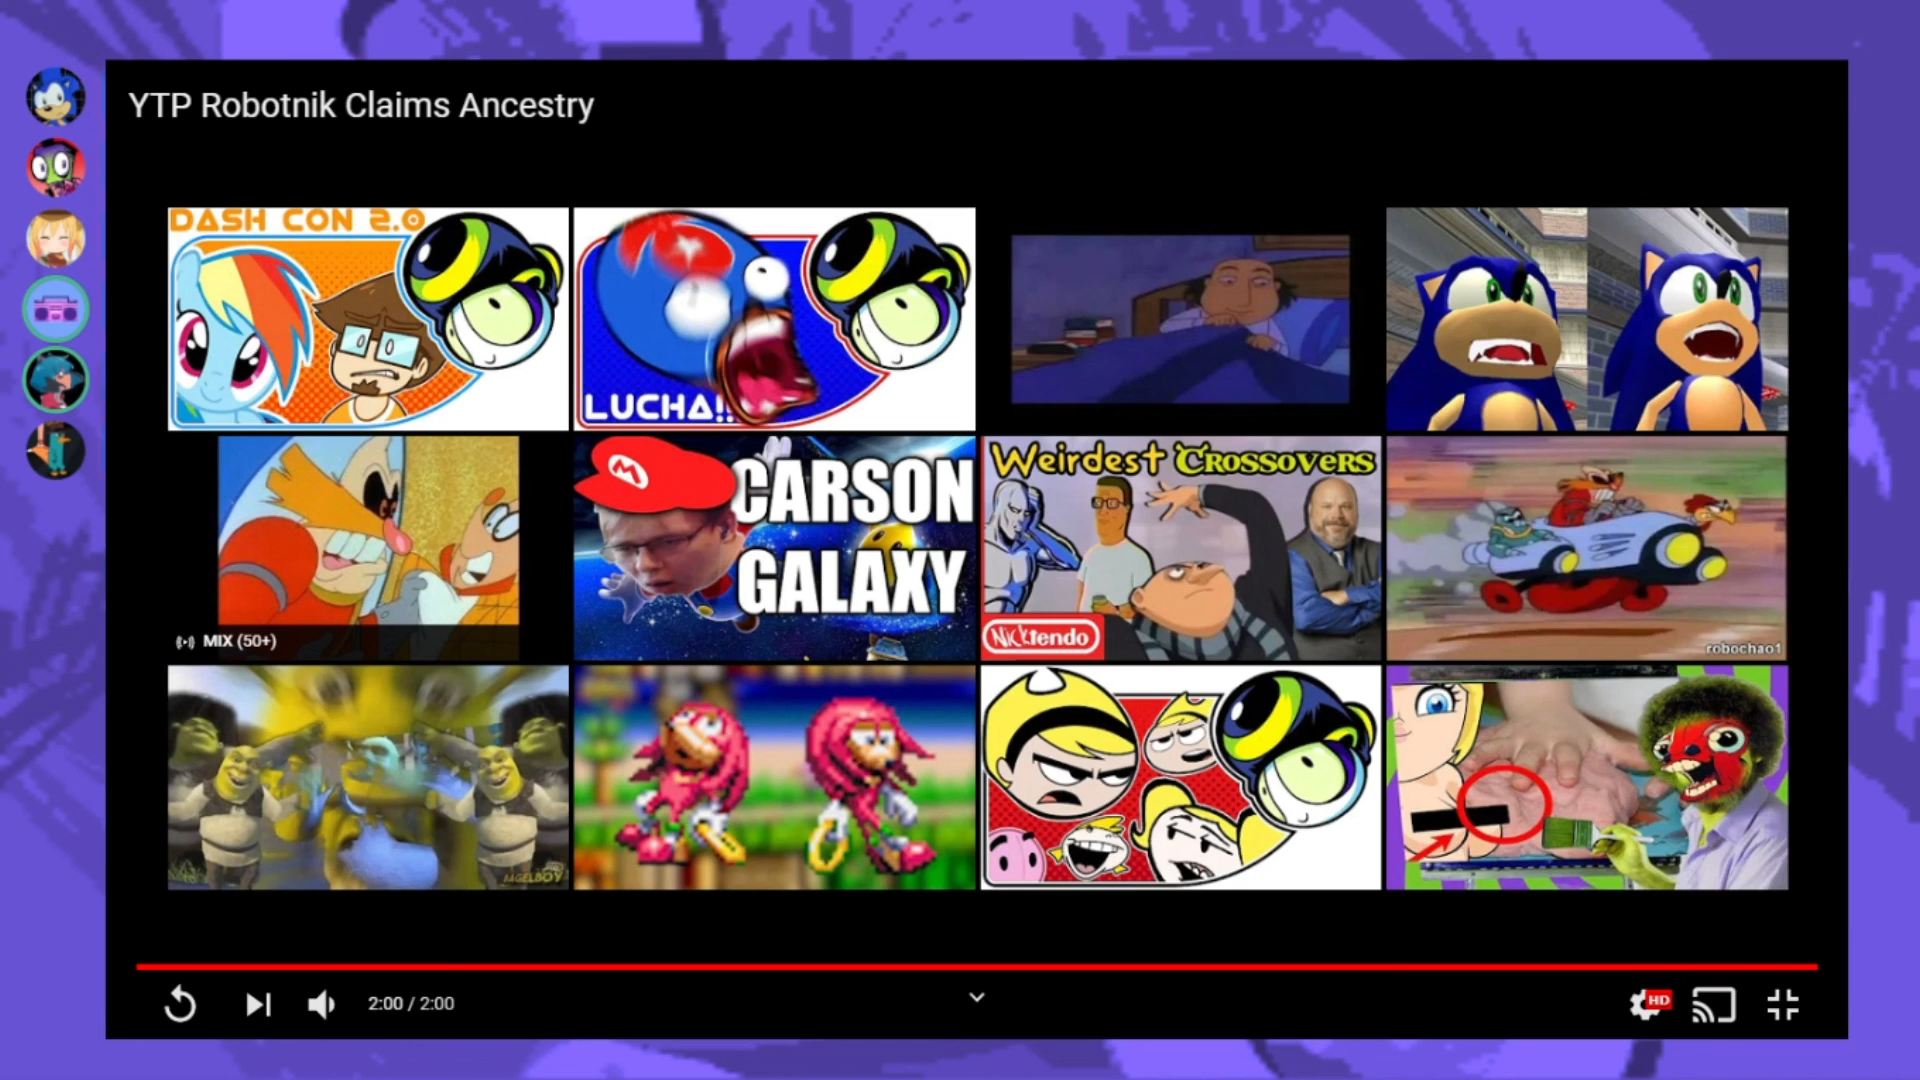 YTP Robotnik Claims Ancestry
DASH CON 2.0
LUCHA!!
MIX (50+)
M
CARSON
GALAXY
Weirdest Crossovers
Nicktendo
robochao1
2:00 / 2:00
HD